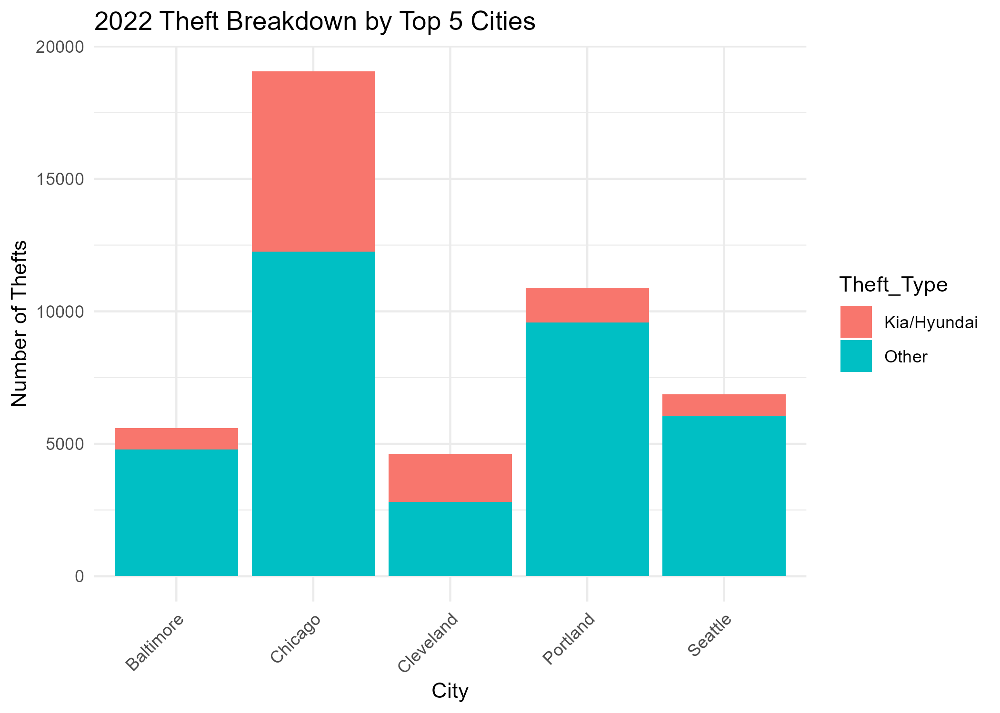 2022 Theft Breakdown by Top 5 Cities
20000
15000
10000
5000
0
Number of Thefts
Baltimore
Chicago
Cleveland
Portland
Seattle
City
Theft_Type
Kia/Hyundai
Other